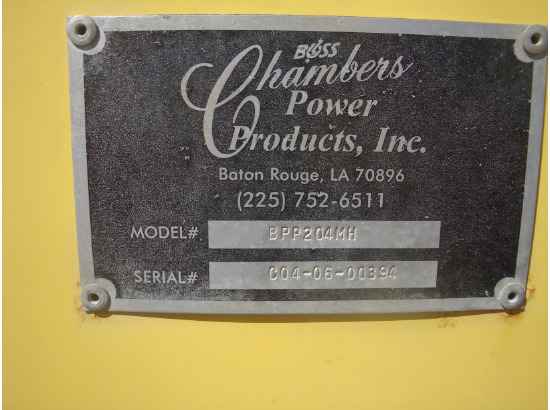 BOSS
Chambers
Power
Products, Inc.
Baton Rouge, LA 70896
(225) 752-6511
MODEL# BPP204MH
SERIAL# C04-06-00394